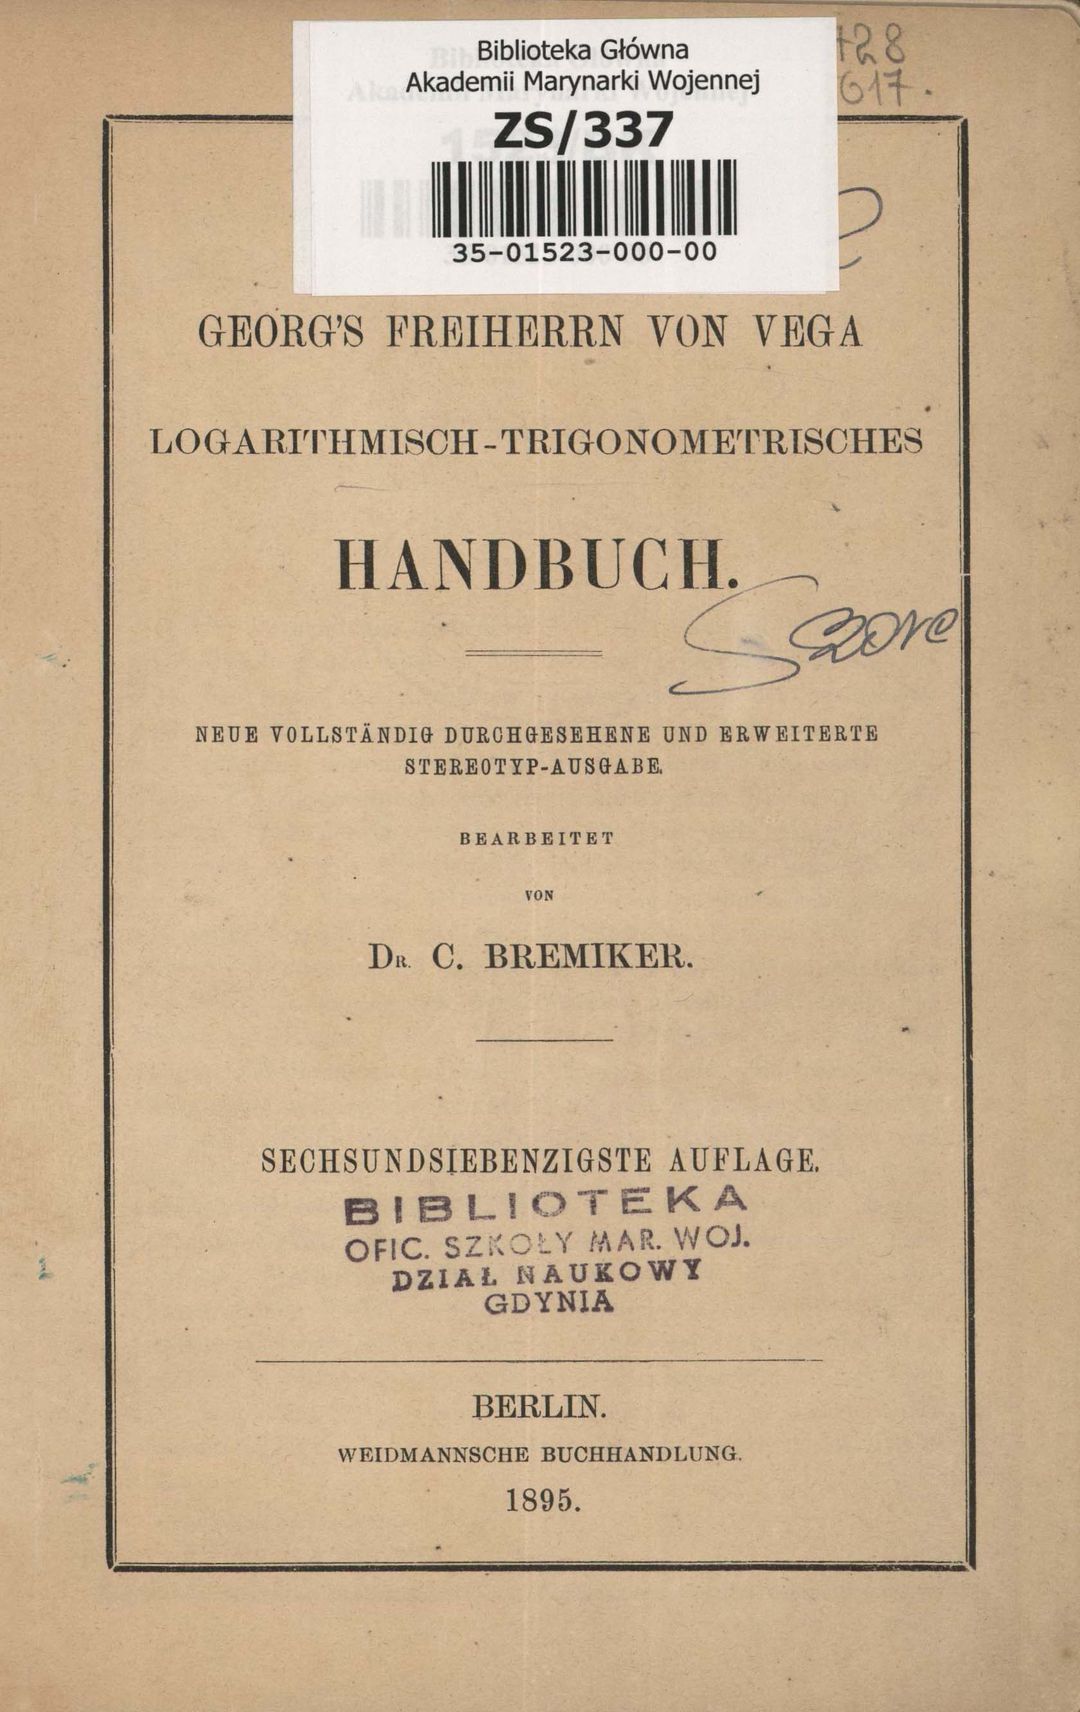 Biblioteka Główna
Akademii Marynarki Wojennej
ZS/337
35-01523-000-00
GEORG'S FREIHERRN VON VEGA
LOGARITHMISCH-TRIGONOMETRISCHES
HANDBUCH.
NEUE VOLLSTÄNDIG DURCHGESEHENE UND ERWEITERTE
STEREOTYP-AUSGABE.
BEARBEITET
VON
DR. C. BREMIKER.
SECHSUNDSIEBENZIGSTE AUFLAGE.
BIBLIOTEKA
OFIC. SZKOŁY MAR. WOJ.
DZIAŁ NAUKOWY
GDYNIA
BERLIN.
WEIDMANNSCHE BUCHHANDLUNG.
1895.